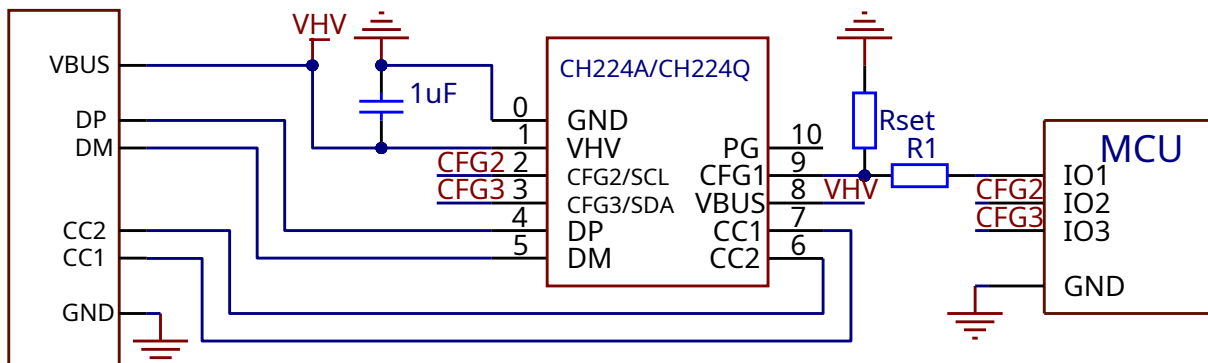 VHV
VBUS
DP
DM
CC2
CC1
GND
1uF
CH224A/CH224Q
0
GND
1
VHV
CFG2
2
CFG2/SCL
CFG3
3
CFG3/SDA
4
DP
5
DM
PG
10
CFG1
9
VBUS
8
VHV
CC1
7
CC2
6
Rset
R1
MCU
IO1
CFG2
IO2
CFG3
IO3
GND